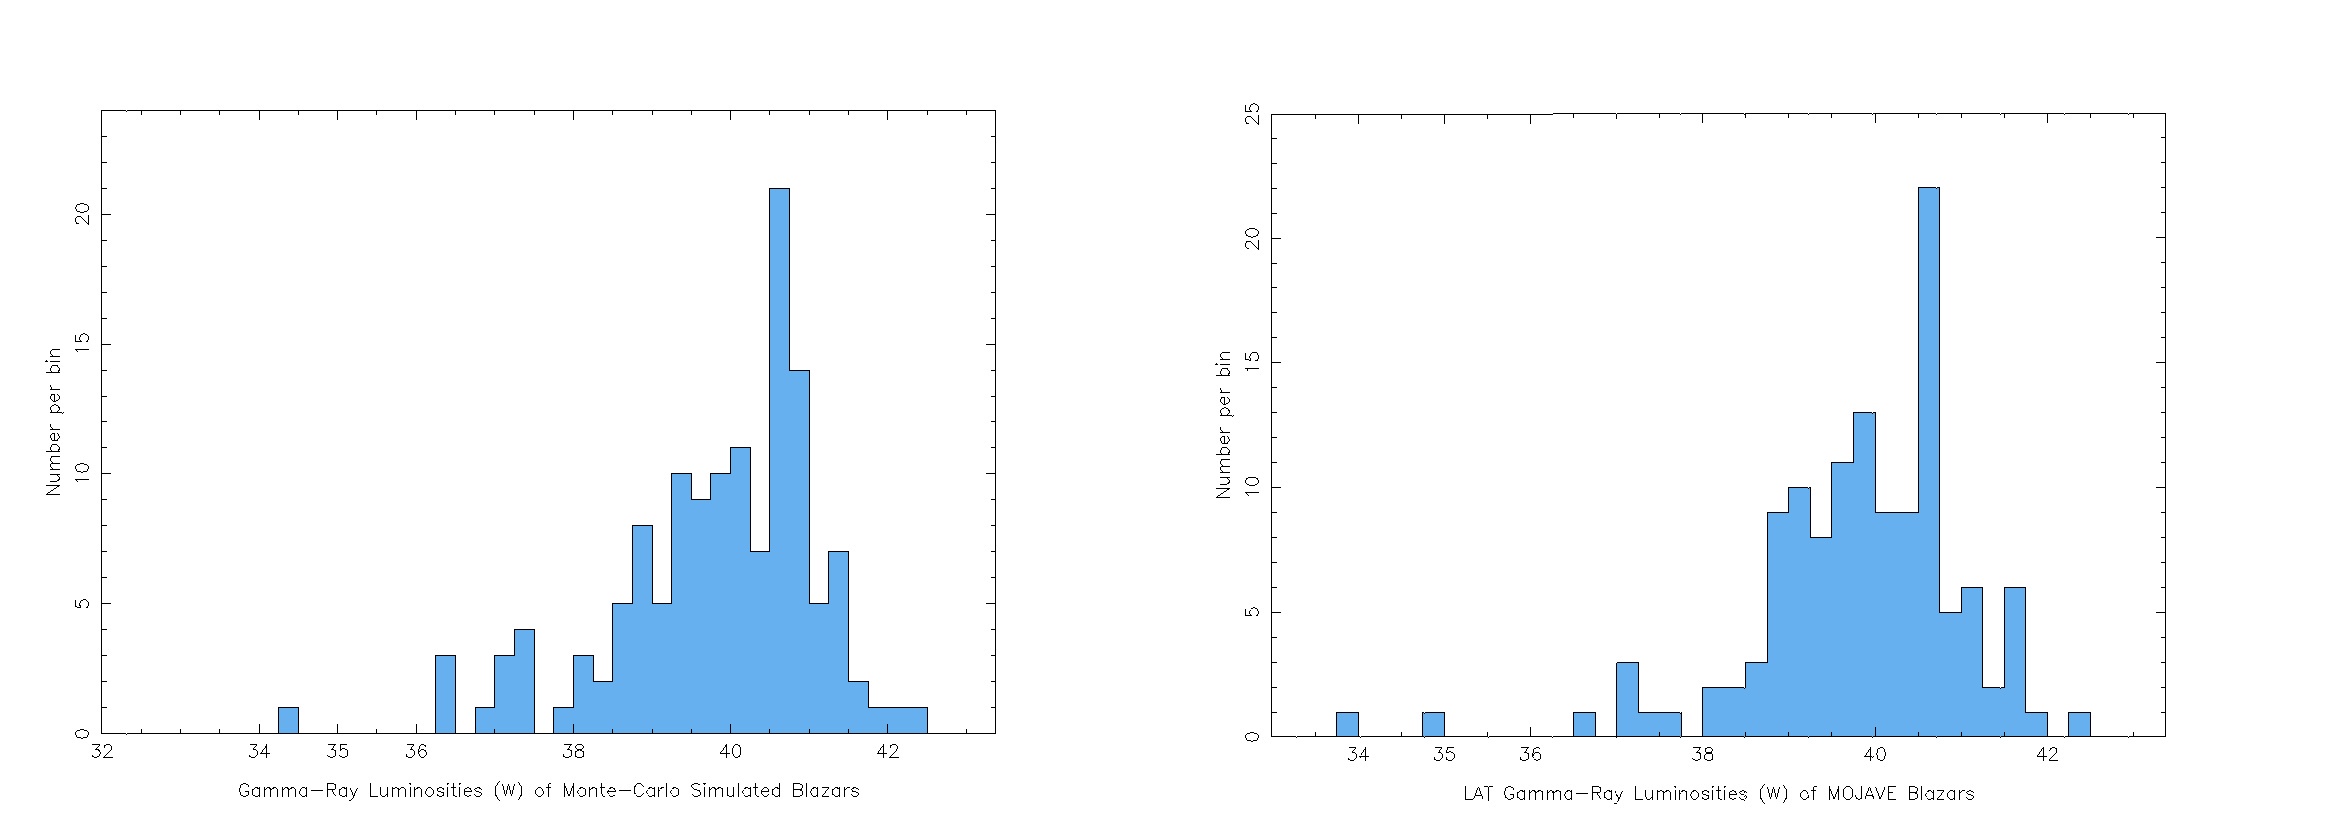 20
15
10
5
0
Number per bin
32 34 35 36 38 40 42
Gamma-Ray Luminosities (W) of Monte-Carlo Simulated Blazars
25
20
15
10
5
0
Number per bin
34 35 36 38 40 42
LAT Gamma-Ray Luminosities (W) of MOJAVE Blazars